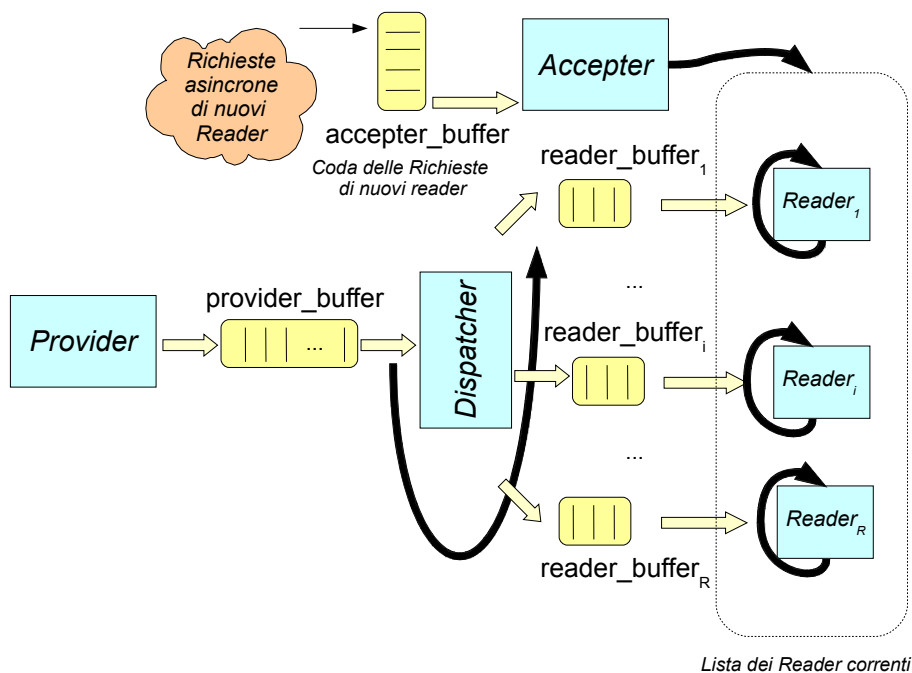 Richieste
asincrone
di nuovi
Reader
Accepter
accepter_buffer
Coda delle Richieste
di nuovi reader
reader_buffer1
Reader1
...
provider_buffer
Provider
...
Dispatcher
reader_bufferi
Readeri
...
ReaderR
reader_bufferR
Lista dei Reader correnti